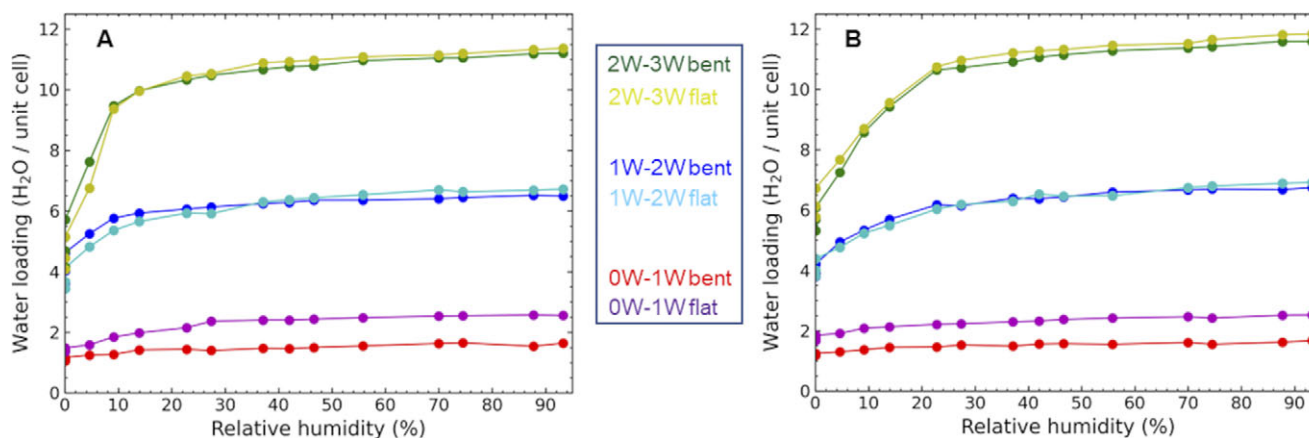 A
12
10
8
6
4
2
0
Water loading (H₂O / unit cell)
0 10 20 30 40 50 60 70 80 90
Relative humidity (%)
2W-3W bent
2W-3W flat
1W-2W bent
1W-2W flat
0W-1W bent
0W-1W flat
B
12
10
8
6
4
2
0
Water loading (H₂O / unit cell)
0 10 20 30 40 50 60 70 80 90
Relative humidity (%)